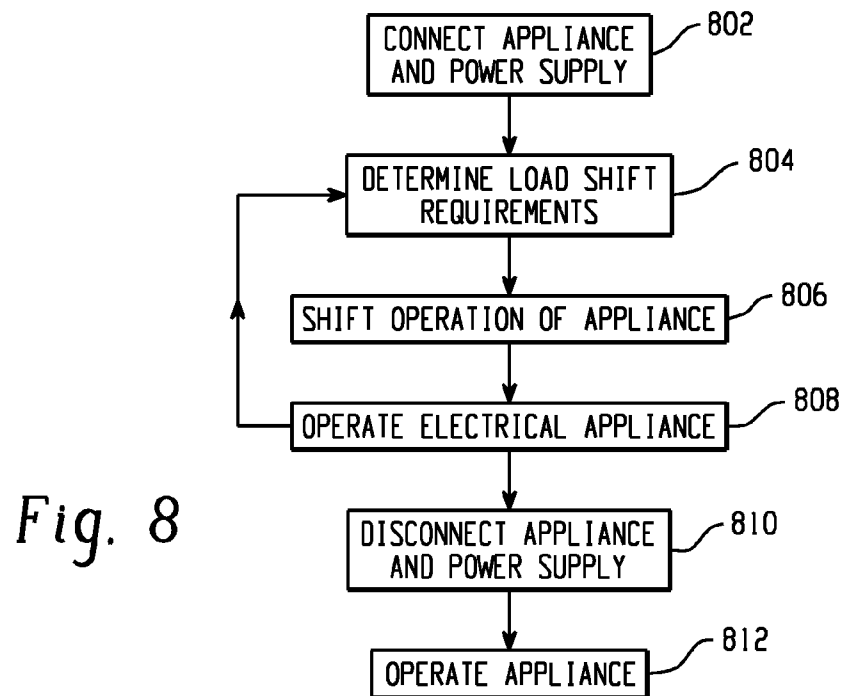 CONNECT APPLIANCE
AND POWER SUPPLY
802
DETERMINE LOAD SHIFT
REQUIREMENTS
804
SHIFT OPERATION OF APPLIANCE
806
OPERATE ELECTRICAL APPLIANCE
808
Fig. 8
DISCONNECT APPLIANCE
AND POWER SUPPLY
810
OPERATE APPLIANCE
812